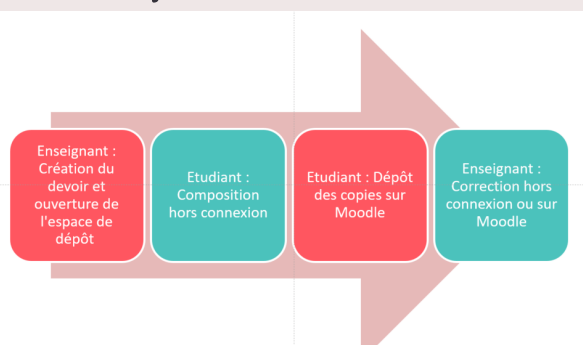 Enseignant :
Création du
devoir et
ouverture de
l'espace de
dépôt
Etudiant :
Composition
hors connexion
Etudiant : Dépôt
des copies sur
Moodle
Enseignant :
Correction hors
connexion ou sur
Moodle